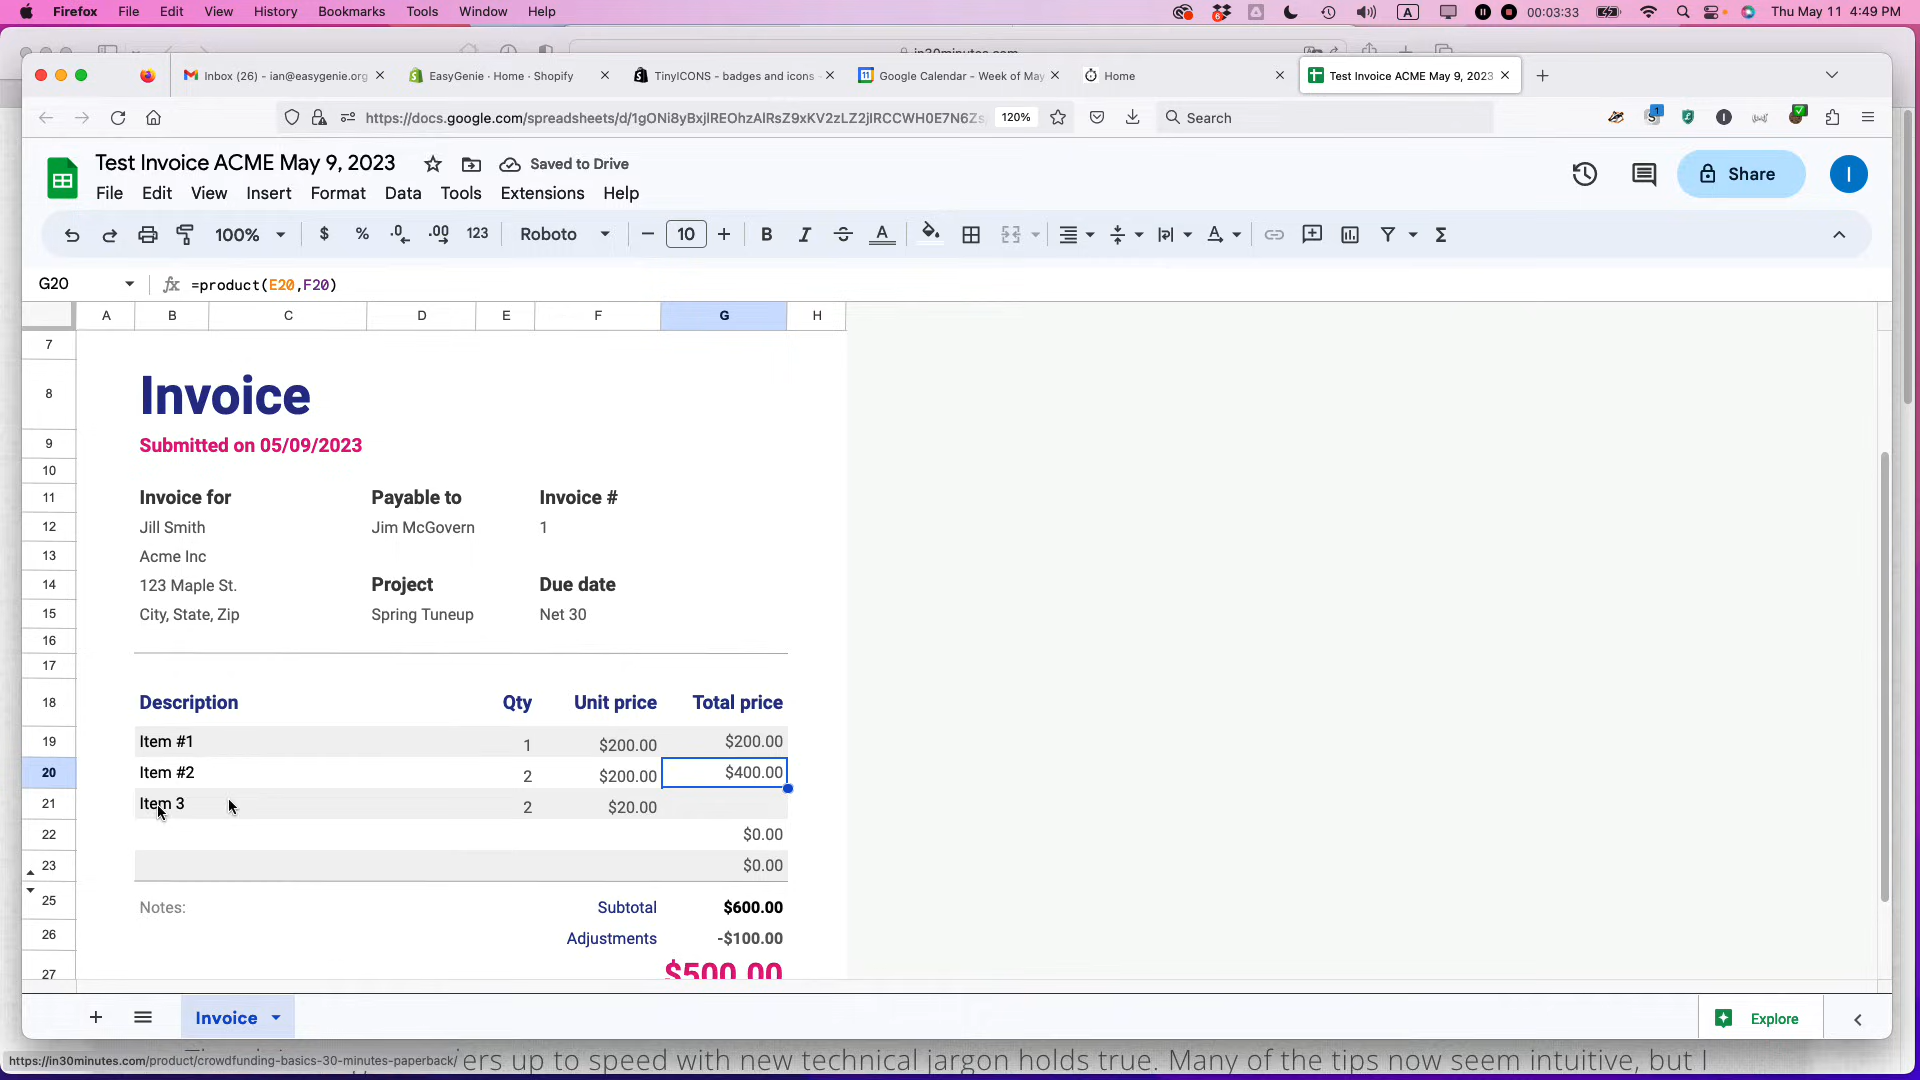 Firefox File Edit View History Bookmarks Tools Window Help
00:03:33 Thu May 11 4:49 PM
in30minutes.com
Inbox (26) - ian@easygenie.org
EasyGenie · Home · Shopify
TinyICONS - badges and icons
Google Calendar - Week of May
Home
Test Invoice ACME May 9, 2023
https://docs.google.com/spreadsheets/d/1gONi8yBxjlREOhzAlRsZ9xKV2zLZ2jlRCCWH0E7N6Zs
120%
Search
Test Invoice ACME May 9, 2023
Saved to Drive
Share
I
File Edit View Insert Format Data Tools Extensions Help
100% $ % .0 .00 123 Roboto 10 B I A
G20 fx =product(E20,F20)
A B C D E F G H
7
8 Invoice
9 Submitted on 05/09/2023
10
11 Invoice for Payable to Invoice #
12 Jill Smith Jim McGovern 1
13 Acme Inc
14 123 Maple St. Project Due date
15 City, State, Zip Spring Tuneup Net 30
16
17
18 Description Qty Unit price Total price
19 Item #1 1 $200.00 $200.00
20 Item #2 2 $200.00 $400.00
21 Item 3 2 $20.00
22 $0.00
23 $0.00
25 Notes: Subtotal $600.00
26 Adjustments -$100.00
27 $500.00
Invoice
Explore
https://in30minutes.com/product/crowdfunding-basics-30-minutes-paperback/
ers up to speed with new technical jargon holds true. Many of the tips now seem intuitive, but I